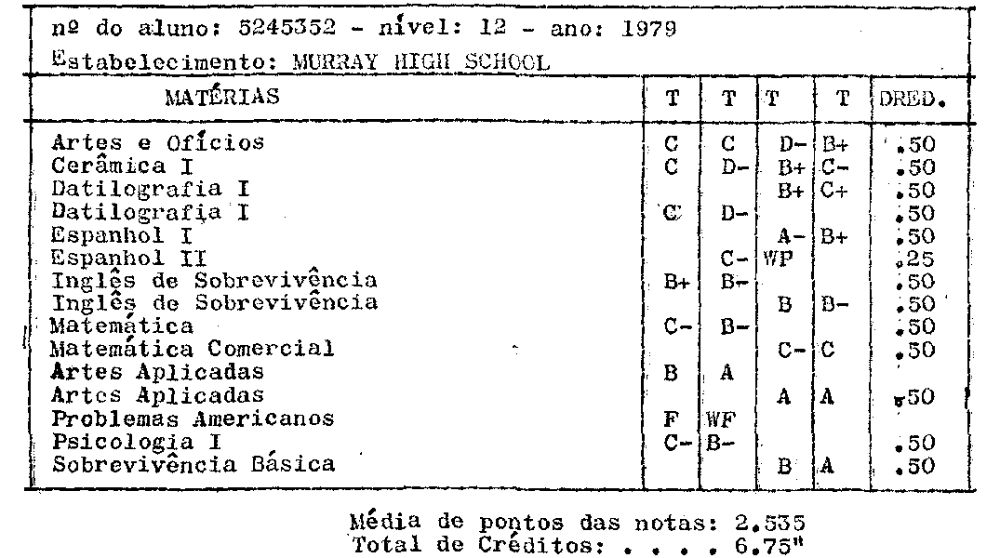 nº do aluno: 5245352 - nível: 12 - ano: 1979
Estabelecimento: MURRAY HIGH SCHOOL
MATÉRIAS T T T T DRED.
Artes e Ofícios C C D- B+ .50
Cerâmica I C D- B+ C- .50
Datilografia I B+ C+ .50
Datilografia I C D- .50
Espanhol I A- B+ .50
Espanhol II C- WP .25
Inglês de Sobrevivência B+ B- .50
Inglês de Sobrevivência B B- .50
Matemática C- B- .50
Matemática Comercial C- C .50
Artes Aplicadas B A
Artes Aplicadas A A .50
Problemas Americanos F WF
Psicologia I C- B- .50
Sobrevivência Básica B A .50
Média de pontos das notas: 2.535
Total de Créditos: . . . . 6.75"